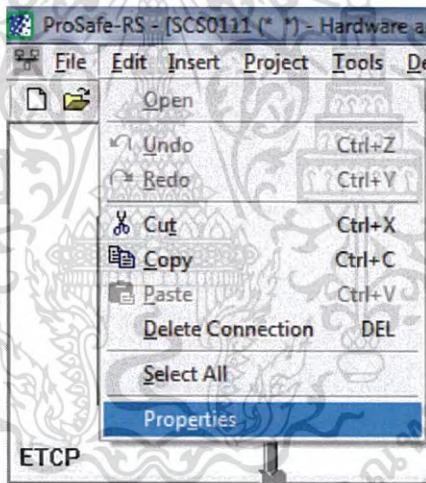 ProSafe-RS - [SCS0111 (* *) - Hardware a
File Edit Insert Project Tools De
Open
Undo Ctrl+Z
Redo Ctrl+Y
Cut Ctrl+X
Copy Ctrl+C
Paste Ctrl+V
Delete Connection DEL
Select All
Properties
ETCP